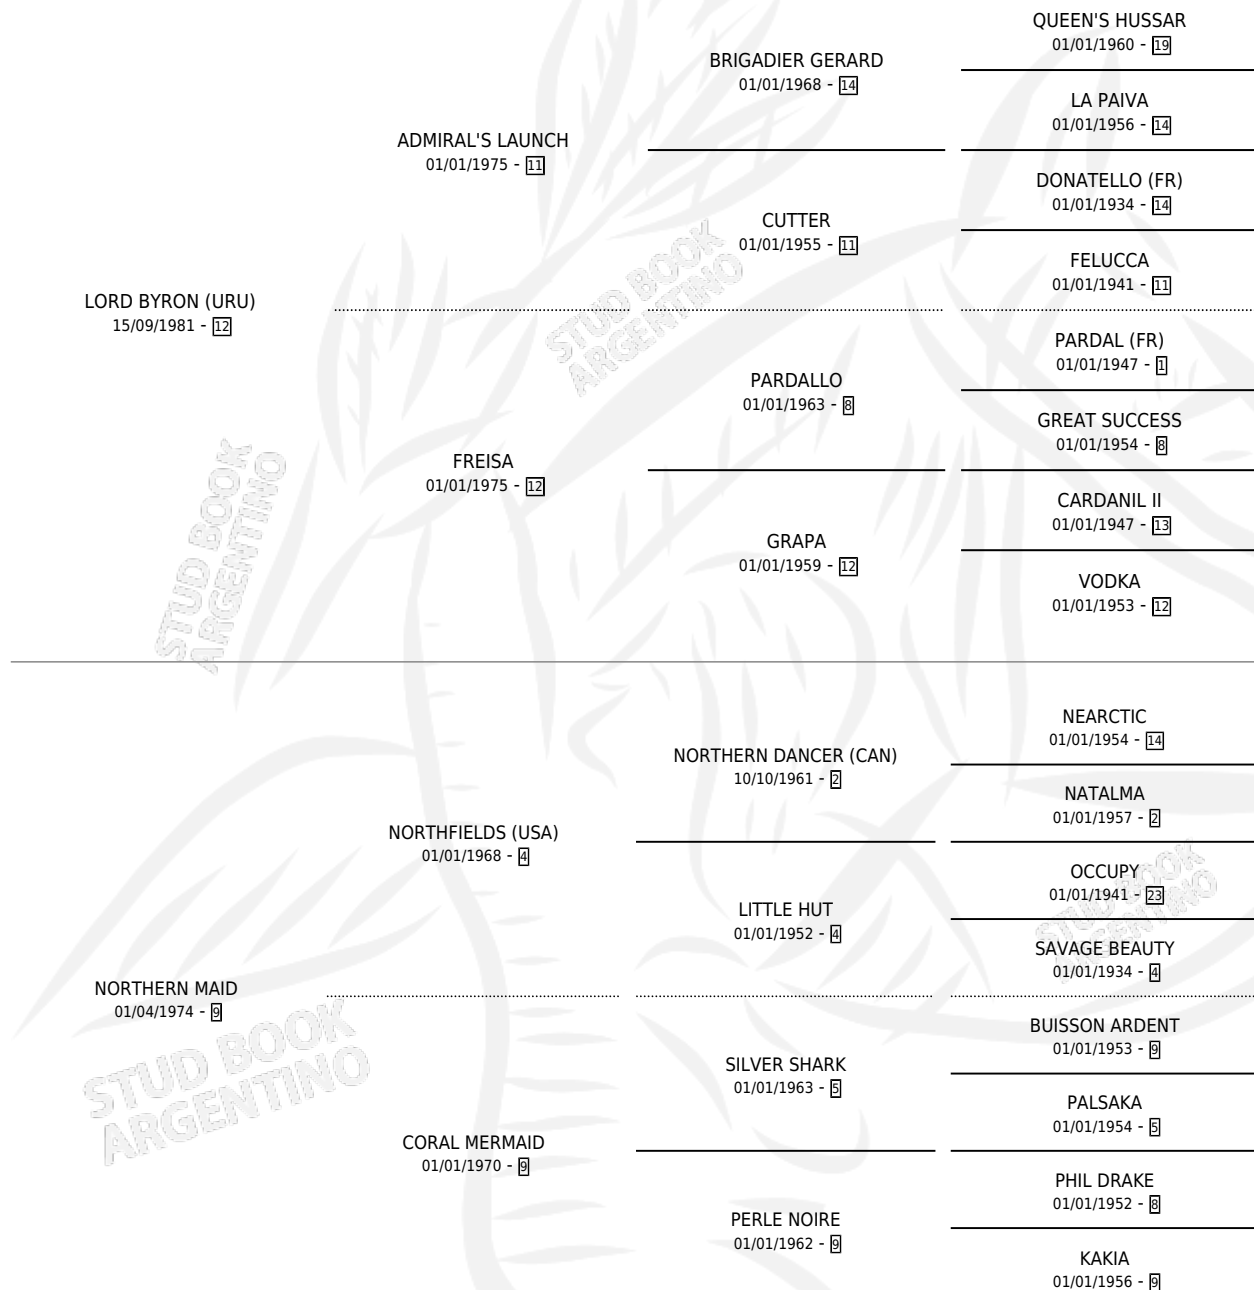 QUEEN'S HUSSAR
01/01/1960 - 19
BRIGADIER GERARD
01/01/1968 - 14
LA PAIVA
01/01/1956 - 14
ADMIRAL'S LAUNCH
01/01/1975 - 11
DONATELLO (FR)
01/01/1934 - 14
CUTTER
01/01/1955 - 11
FELUCCA
01/01/1941 - 11
LORD BYRON (URU)
15/09/1981 - 12
PARDAL (FR)
01/01/1947 - 1
PARDALLO
01/01/1963 - 8
GREAT SUCCESS
01/01/1954 - 8
FREISA
01/01/1975 - 12
CARDANIL II
01/01/1947 - 13
GRAPA
01/01/1959 - 12
VODKA
01/01/1953 - 12
NEARCTIC
01/01/1954 - 14
NORTHERN DANCER (CAN)
10/10/1961 - 2
NATALMA
01/01/1957 - 2
NORTHFIELDS (USA)
01/01/1968 - 4
OCCUPY
01/01/1941 - 23
LITTLE HUT
01/01/1952 - 4
SAVAGE BEAUTY
01/01/1934 - 4
NORTHERN MAID
01/04/1974 - 9
BUISSON ARDENT
01/01/1953 - 9
SILVER SHARK
01/01/1963 - 5
PALSAKA
01/01/1954 - 5
CORAL MERMAID
01/01/1970 - 9
PHIL DRAKE
01/01/1952 - 8
PERLE NOIRE
01/01/1962 - 9
KAKIA
01/01/1956 - 9
STUD BOOK
ARGENTINO
STUD BOOK
ARGENTINO
STUD BOOK
ARGENTINO
STUD BOOK
ARGENTINO